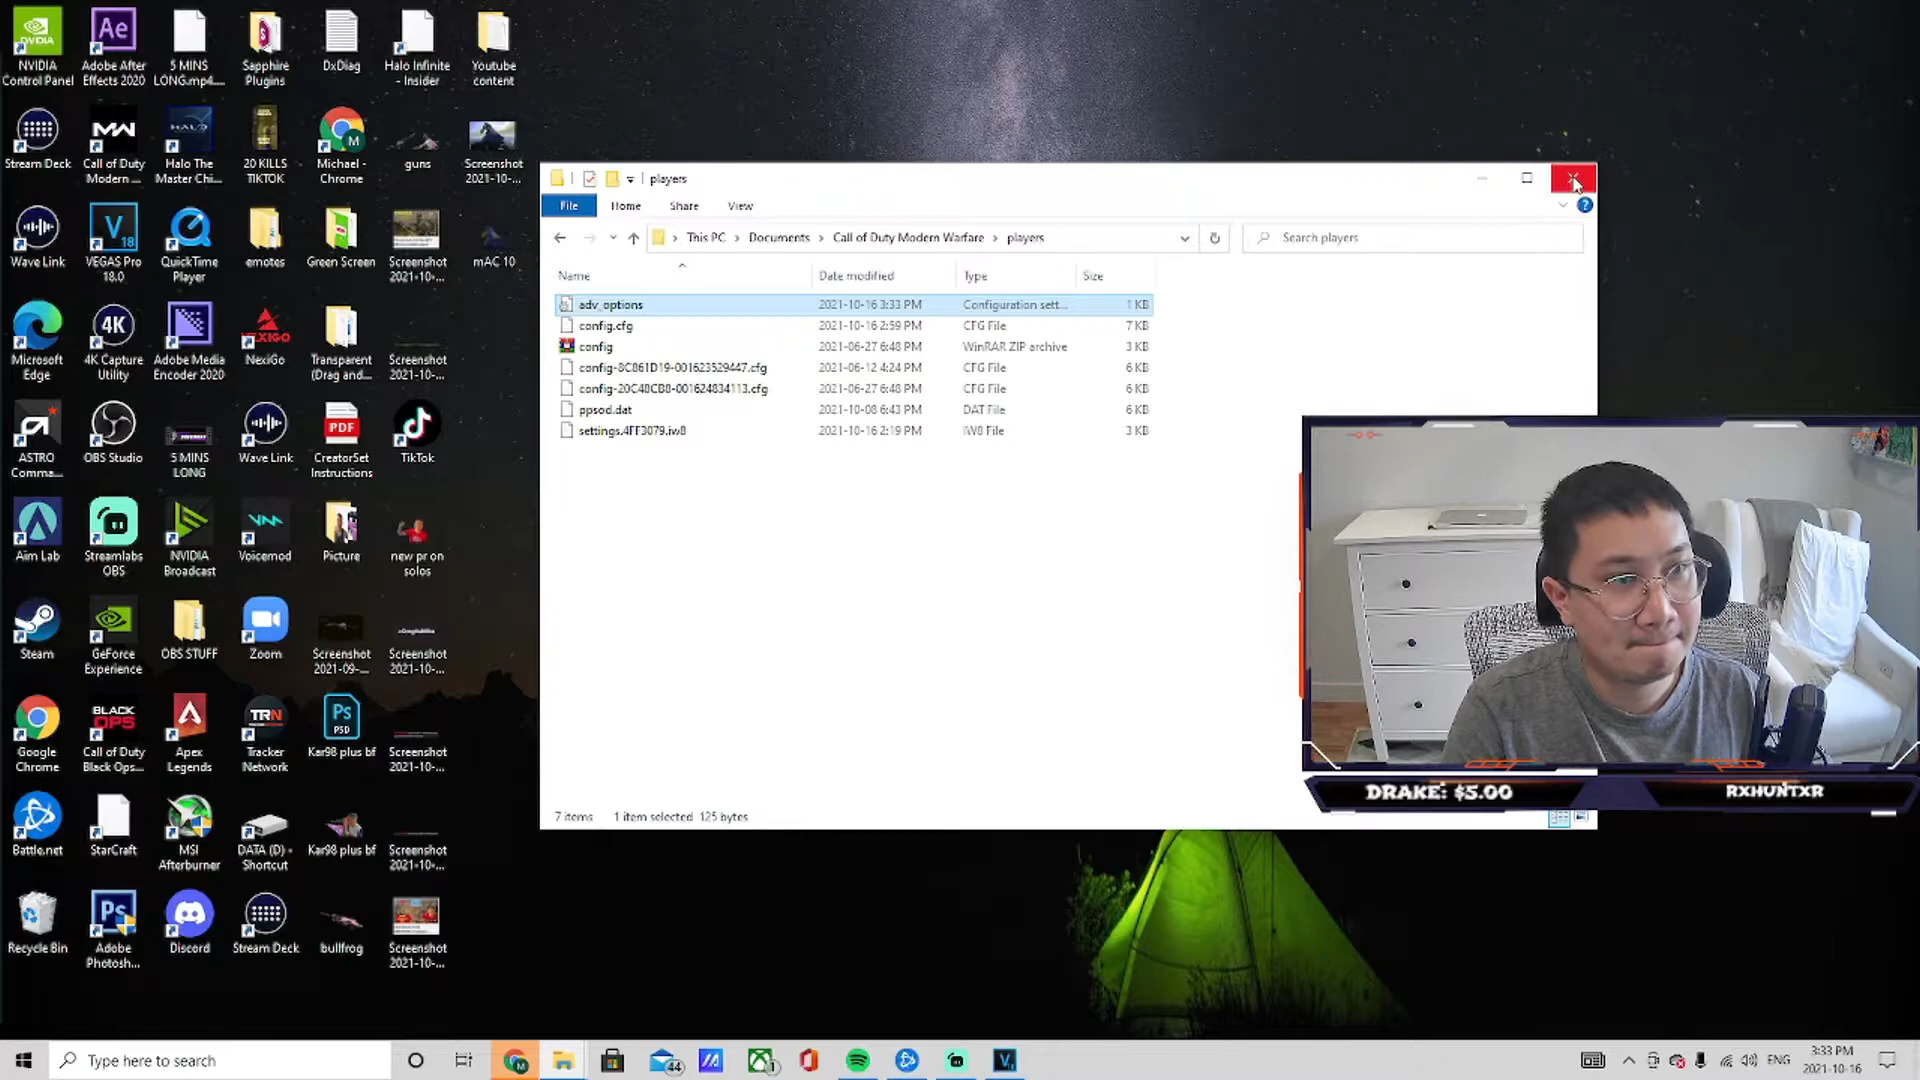 NVIDIA
Control Panel
Adobe After
Effects 2020
5 MINS
LONG.mp4....
Sapphire
Plugins
DxDiag
Halo Infinite
- Insider
Youtube
content
Stream Deck
Call of Duty
Modern ...
Halo The
Master Chi...
20 KILLS
TIKTOK
Michael -
Chrome
guns
Screenshot
2021-10-...
Wave Link
VEGAS Pro
18.0
QuickTime
Player
emotes
Green Screen
Screenshot
2021-10-...
mAC 10
Microsoft
Edge
4K Capture
Utility
Adobe Media
Encoder 2020
NexiGo
Transparent
(Drag and...
Screenshot
2021-10-...
ASTRO
Comma...
OBS Studio
5 MINS
LONG
Wave Link
CreatorSet
Instructions
TikTok
Aim Lab
Streamlabs
OBS
NVIDIA
Broadcast
Voicemod
Picture
new pr on
solos
Steam
GeForce
Experience
OBS STUFF
Zoom
Screenshot
2021-09-...
Screenshot
2021-10-...
Google
Chrome
Call of Duty
Black Ops...
Apex
Legends
Tracker
Network
Kar98 plus bf
Screenshot
2021-10-...
Battle.net
StarCraft
MSI
Afterburner
DATA (D) -
Shortcut
Kar98 plus bf
Screenshot
2021-10-...
Recycle Bin
Adobe
Photosh...
Discord
Stream Deck
bullfrog
Screenshot
2021-10-...
players
File Home Share View
This PC > Documents > Call of Duty Modern Warfare > players
Search players
Name Date modified Type Size
adv_options 2021-10-16 3:33 PM Configuration sett... 1 KB
config.cfg 2021-10-16 2:59 PM CFG File 7 KB
config 2021-06-27 6:48 PM WinRAR ZIP archive 3 KB
config-8C861D19-001623529447.cfg 2021-06-12 4:24 PM CFG File 6 KB
config-20C48CB8-001624834113.cfg 2021-06-27 6:48 PM CFG File 6 KB
ppsod.dat 2021-10-08 6:43 PM DAT File 6 KB
settings.4FF3079.iw8 2021-10-16 2:19 PM IW8 File 3 KB
7 items 1 item selected 125 bytes
DRAKE: $5.00
RXHUNTXR
Type here to search
44
1
ENG
3:33 PM
2021-10-16